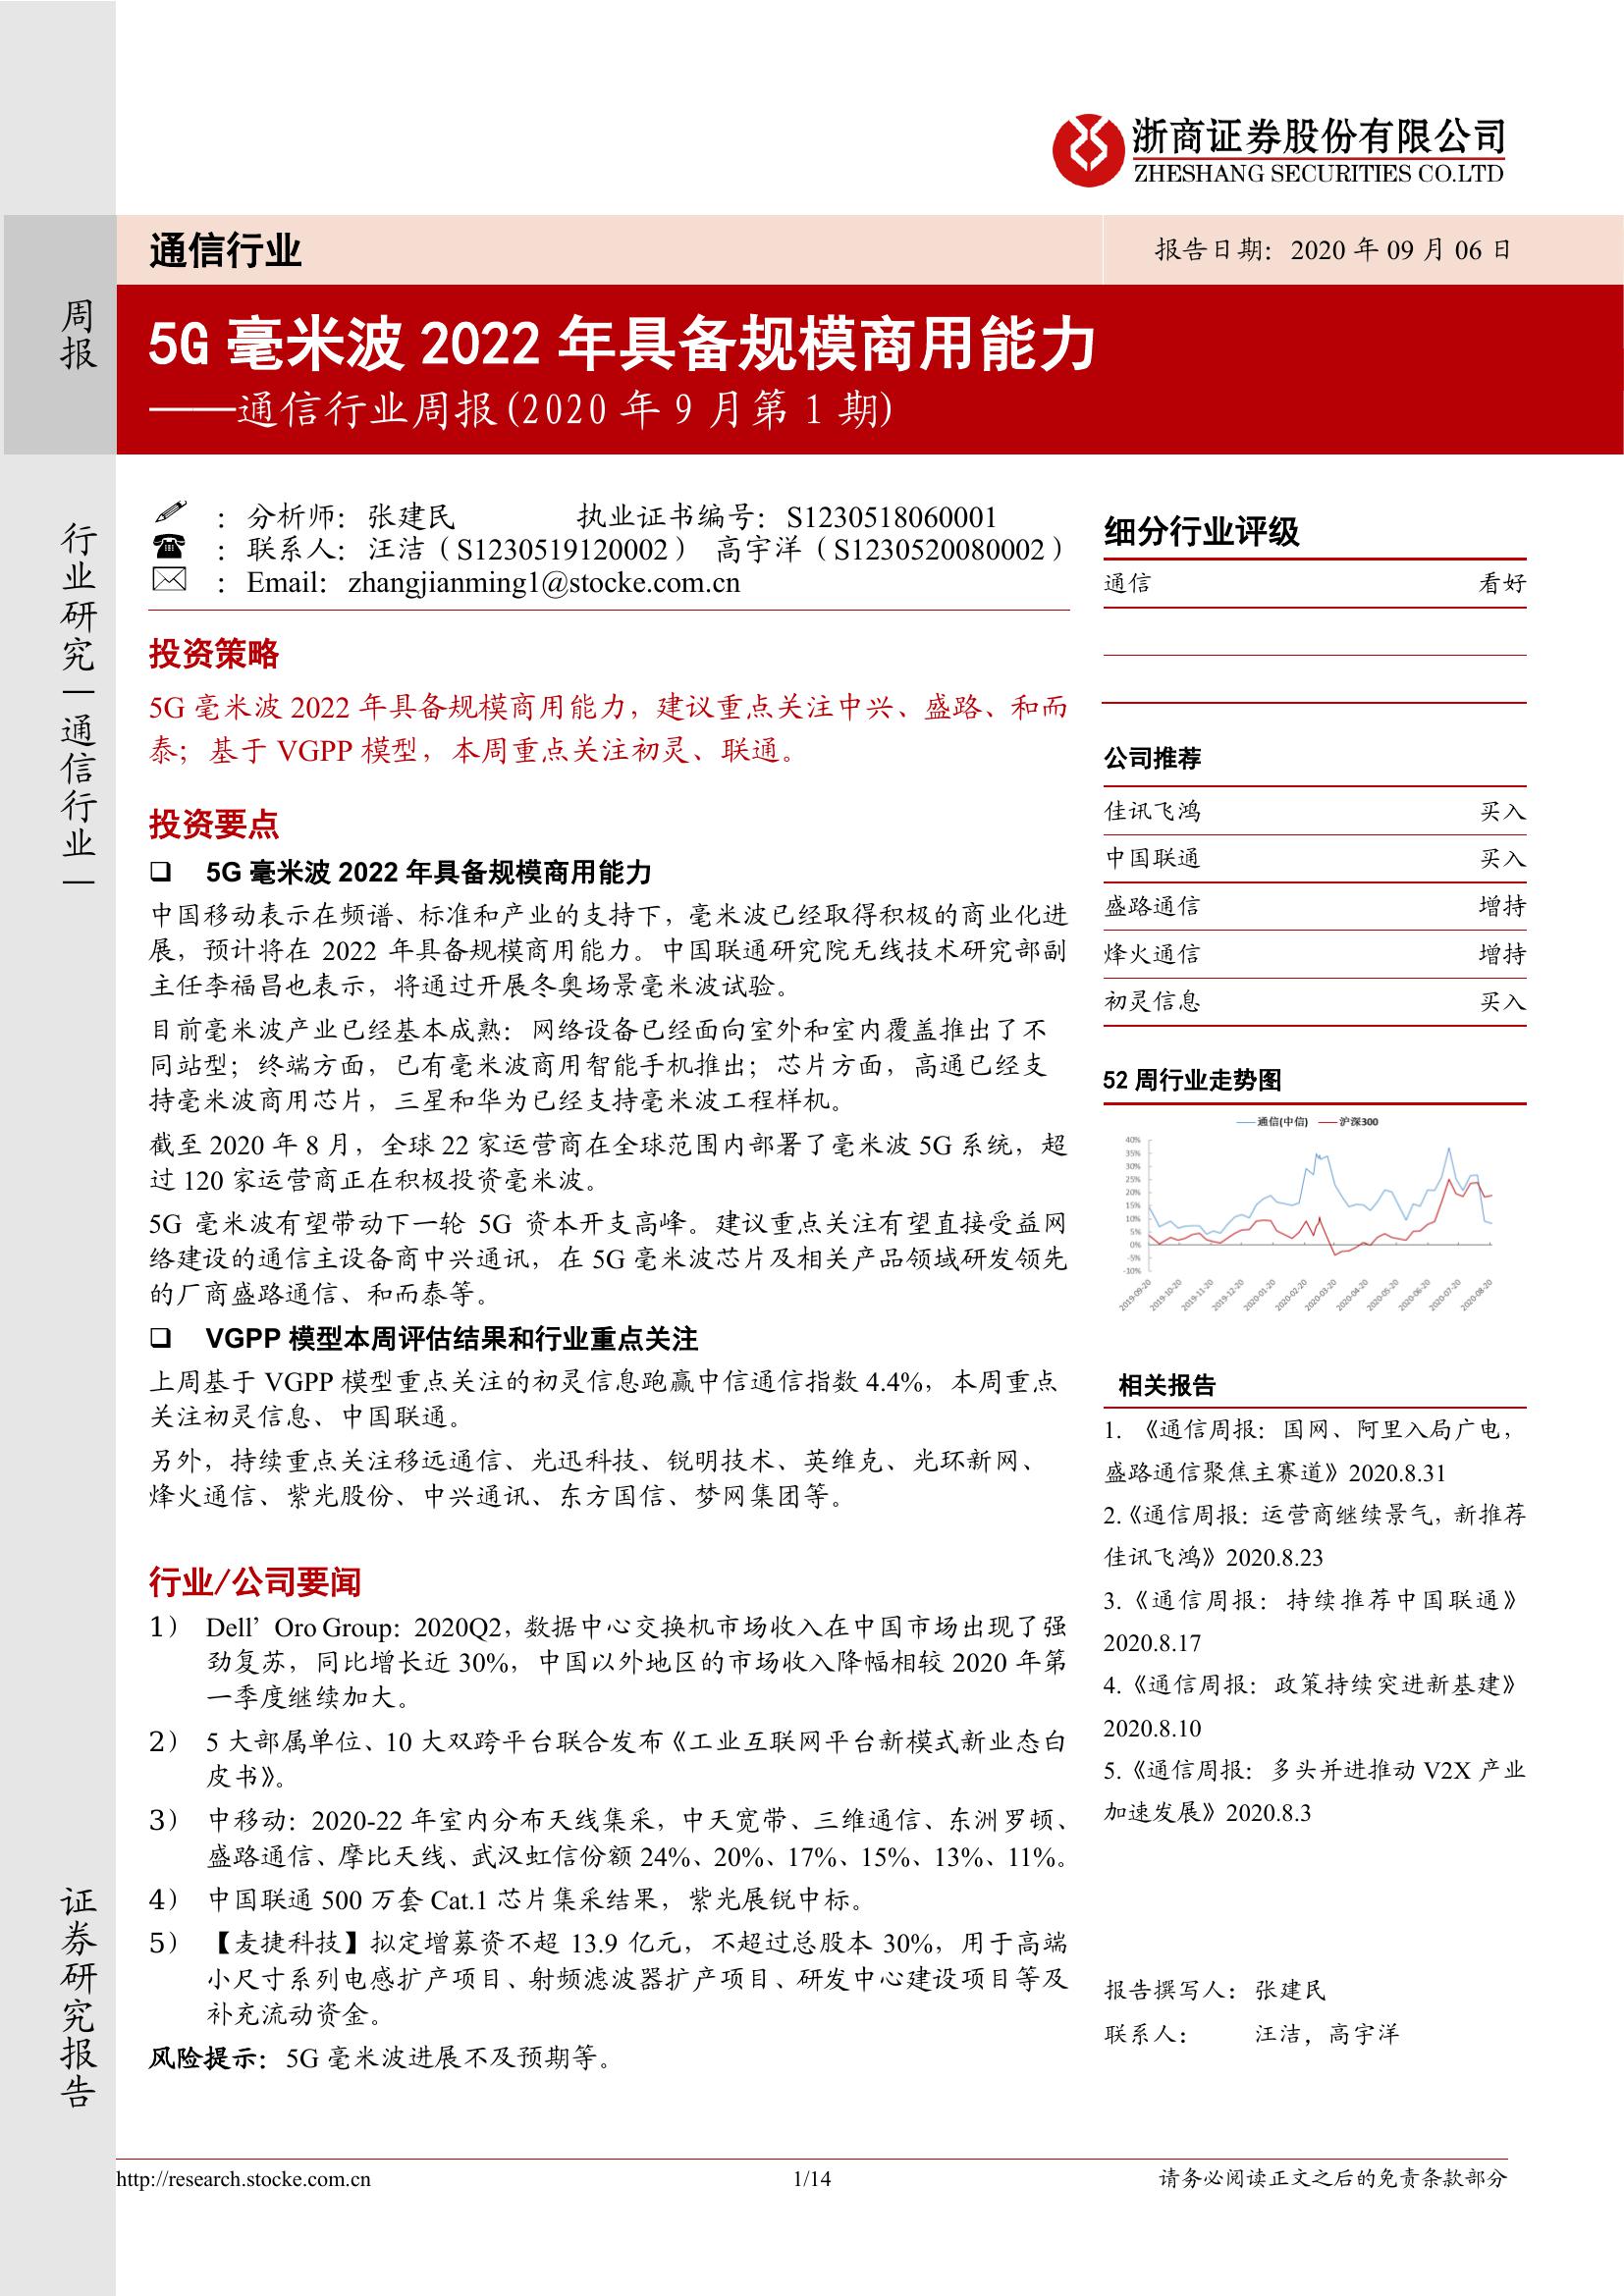 浙商证券股份有限公司
ZHESHANG SECURITIES CO.LTD
通信行业
报告日期：2020 年 09 月 06 日
周报
5G 毫米波 2022 年具备规模商用能力
——通信行业周报(2020 年 9 月第 1 期)
行业研究—通信行业—
证券研究报告
：分析师：张建民 执业证书编号：S1230518060001
：联系人：汪洁（S1230519120002） 高宇洋（S1230520080002）
：Email：zhangjianming1@stocke.com.cn
投资策略
5G 毫米波 2022 年具备规模商用能力，建议重点关注中兴、盛路、和而
泰；基于 VGPP 模型，本周重点关注初灵、联通。
投资要点
❑ 5G 毫米波 2022 年具备规模商用能力
中国移动表示在频谱、标准和产业的支持下，毫米波已经取得积极的商业化进
展，预计将在 2022 年具备规模商用能力。中国联通研究院无线技术研究部副
主任李福昌也表示，将通过开展冬奥场景毫米波试验。
目前毫米波产业已经基本成熟：网络设备已经面向室外和室内覆盖推出了不
同站型；终端方面，已有毫米波商用智能手机推出；芯片方面，高通已经支
持毫米波商用芯片，三星和华为已经支持毫米波工程样机。
截至 2020 年 8 月，全球 22 家运营商在全球范围内部署了毫米波 5G 系统，超
过 120 家运营商正在积极投资毫米波。
5G 毫米波有望带动下一轮 5G 资本开支高峰。建议重点关注有望直接受益网
络建设的通信主设备商中兴通讯，在 5G 毫米波芯片及相关产品领域研发领先
的厂商盛路通信、和而泰等。
❑ VGPP 模型本周评估结果和行业重点关注
上周基于 VGPP 模型重点关注的初灵信息跑赢中信通信指数 4.4%，本周重点
关注初灵信息、中国联通。
另外，持续重点关注移远通信、光迅科技、锐明技术、英维克、光环新网、
烽火通信、紫光股份、中兴通讯、东方国信、梦网集团等。
行业/公司要闻
1） Dell’ Oro Group：2020Q2，数据中心交换机市场收入在中国市场出现了强
劲复苏，同比增长近 30%，中国以外地区的市场收入降幅相较 2020 年第
一季度继续加大。
2） 5 大部属单位、10 大双跨平台联合发布《工业互联网平台新模式新业态白
皮书》。
3） 中移动：2020-22 年室内分布天线集采，中天宽带、三维通信、东洲罗顿、
盛路通信、摩比天线、武汉虹信份额 24%、20%、17%、15%、13%、11%。
4） 中国联通 500 万套 Cat.1 芯片集采结果，紫光展锐中标。
5） 【麦捷科技】拟定增募资不超 13.9 亿元，不超过总股本 30%，用于高端
小尺寸系列电感扩产项目、射频滤波器扩产项目、研发中心建设项目等及
补充流动资金。
风险提示：5G 毫米波进展不及预期等。
细分行业评级
通信 看好
公司推荐
佳讯飞鸿 买入
中国联通 买入
盛路通信 增持
烽火通信 增持
初灵信息 买入
52 周行业走势图
通信(中信) 沪深300
40%
35%
30%
25%
20%
15%
10%
5%
0%
-5%
-10%
2019-09-20 2019-10-20 2019-11-20 2019-12-20 2020-01-20 2020-02-20 2020-03-20 2020-04-20 2020-05-20 2020-06-20 2020-07-20 2020-08-20
相关报告
1. 《通信周报：国网、阿里入局广电，
盛路通信聚焦主赛道》2020.8.31
2.《通信周报：运营商继续景气，新推荐
佳讯飞鸿》2020.8.23
3.《通信周报：持续推荐中国联通》
2020.8.17
4.《通信周报：政策持续突进新基建》
2020.8.10
5.《通信周报：多头并进推动 V2X 产业
加速发展》2020.8.3
报告撰写人：张建民
联系人： 汪洁，高宇洋
http://research.stocke.com.cn
1/14
请务必阅读正文之后的免责条款部分